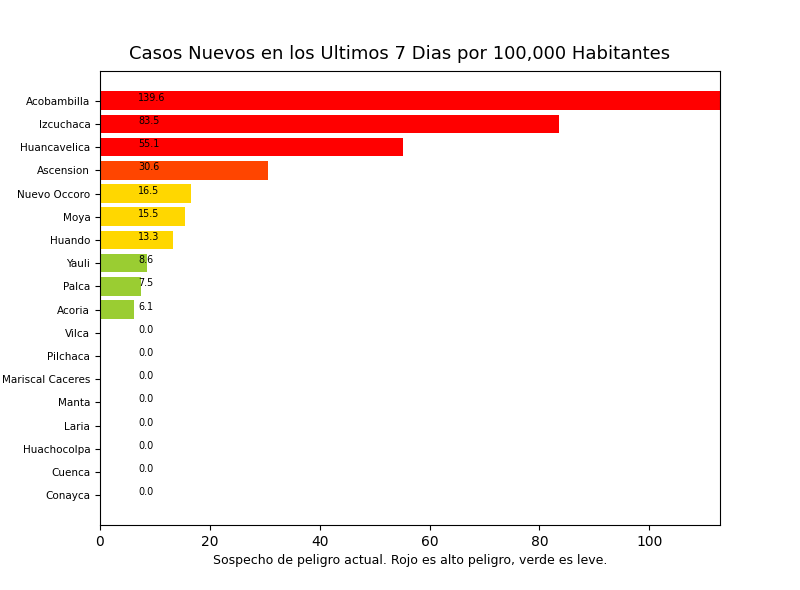 Casos Nuevos en los Ultimos 7 Dias por 100,000 Habitantes
Acobambilla 139.6
Izcuchaca 83.5
Huancavelica 55.1
Ascension 30.6
Nuevo Occoro 16.5
Moya 15.5
Huando 13.3
Yauli 8.6
Palca 7.5
Acoria 6.1
Vilca 0.0
Pilchaca 0.0
Mariscal Caceres 0.0
Manta 0.0
Laria 0.0
Huachocolpa 0.0
Cuenca 0.0
Conayca 0.0
0 20 40 60 80 100
Sospecho de peligro actual. Rojo es alto peligro, verde es leve.